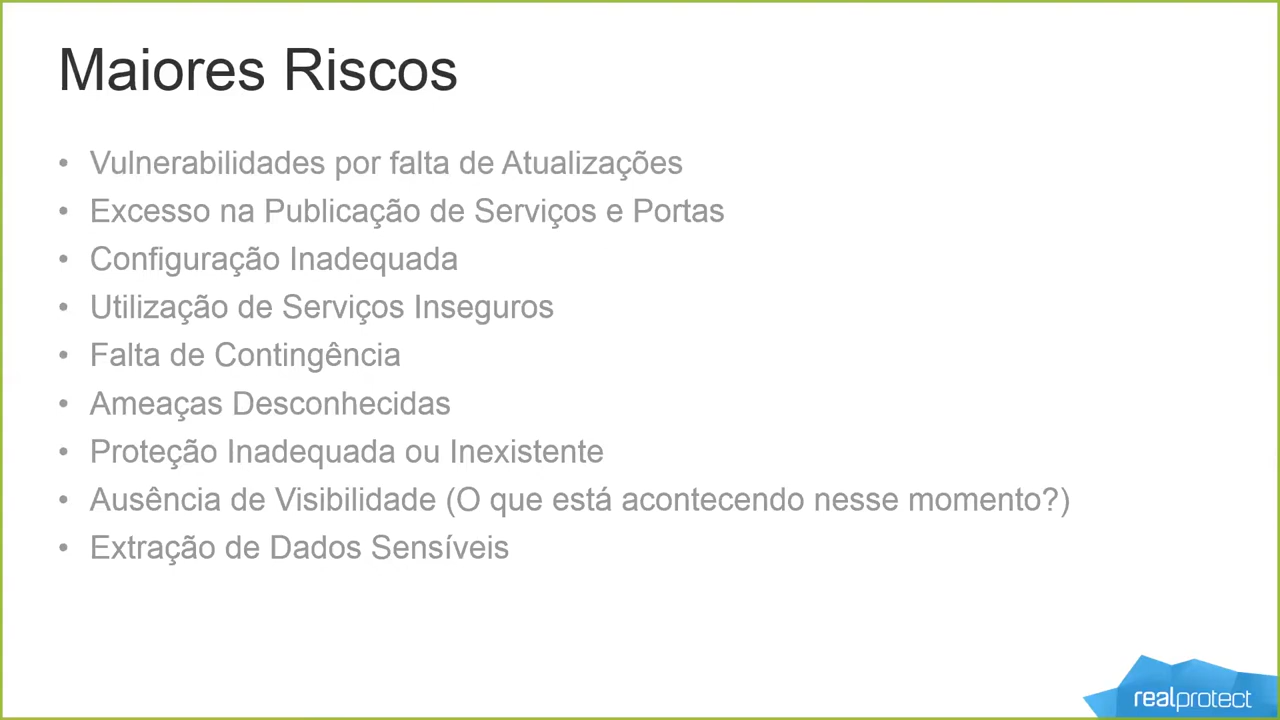 Maiores Riscos
• Vulnerabilidades por falta de Atualizações
• Excesso na Publicação de Serviços e Portas
• Configuração Inadequada
• Utilização de Serviços Inseguros
• Falta de Contingência
• Ameaças Desconhecidas
• Proteção Inadequada ou Inexistente
• Ausência de Visibilidade (O que está acontecendo nesse momento?)
• Extração de Dados Sensíveis
realprotect